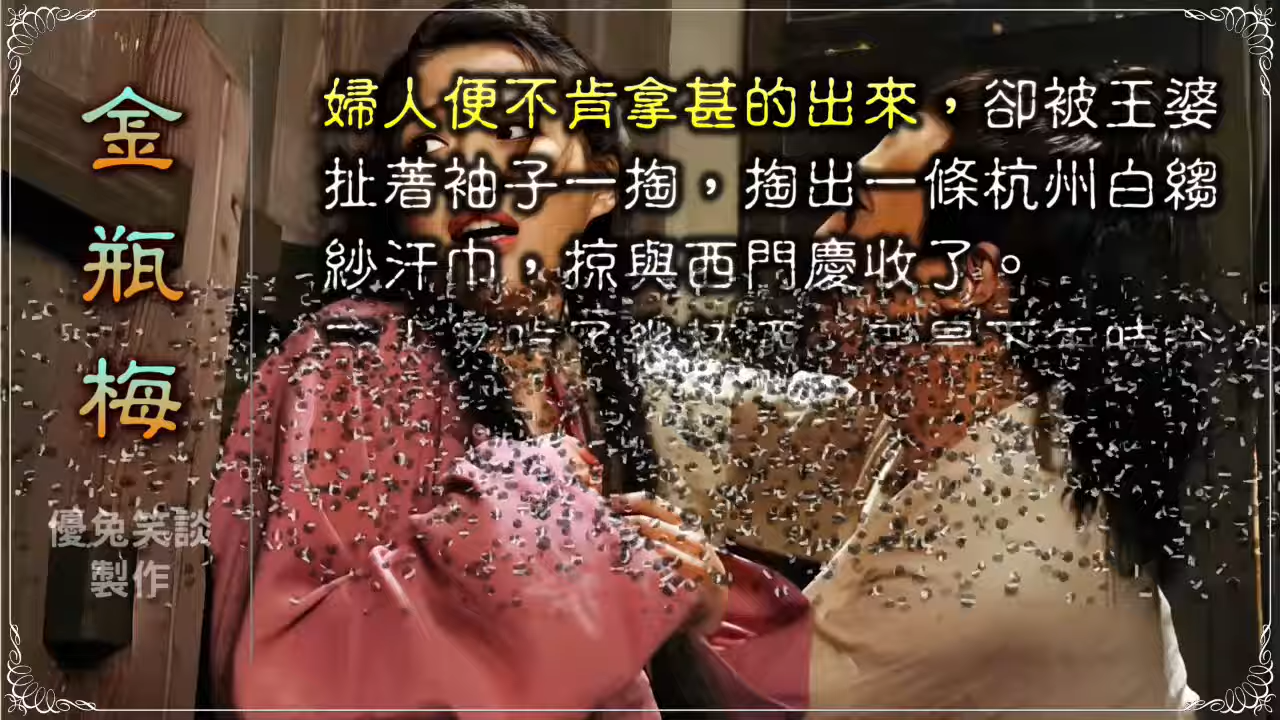 金瓶梅
婦人便不肯拿甚的出來，卻被王婆
扯著袖子一掏，掏出一條杭州白縐
紗汗巾，掠與西門慶收了。
優兔笑談
製作